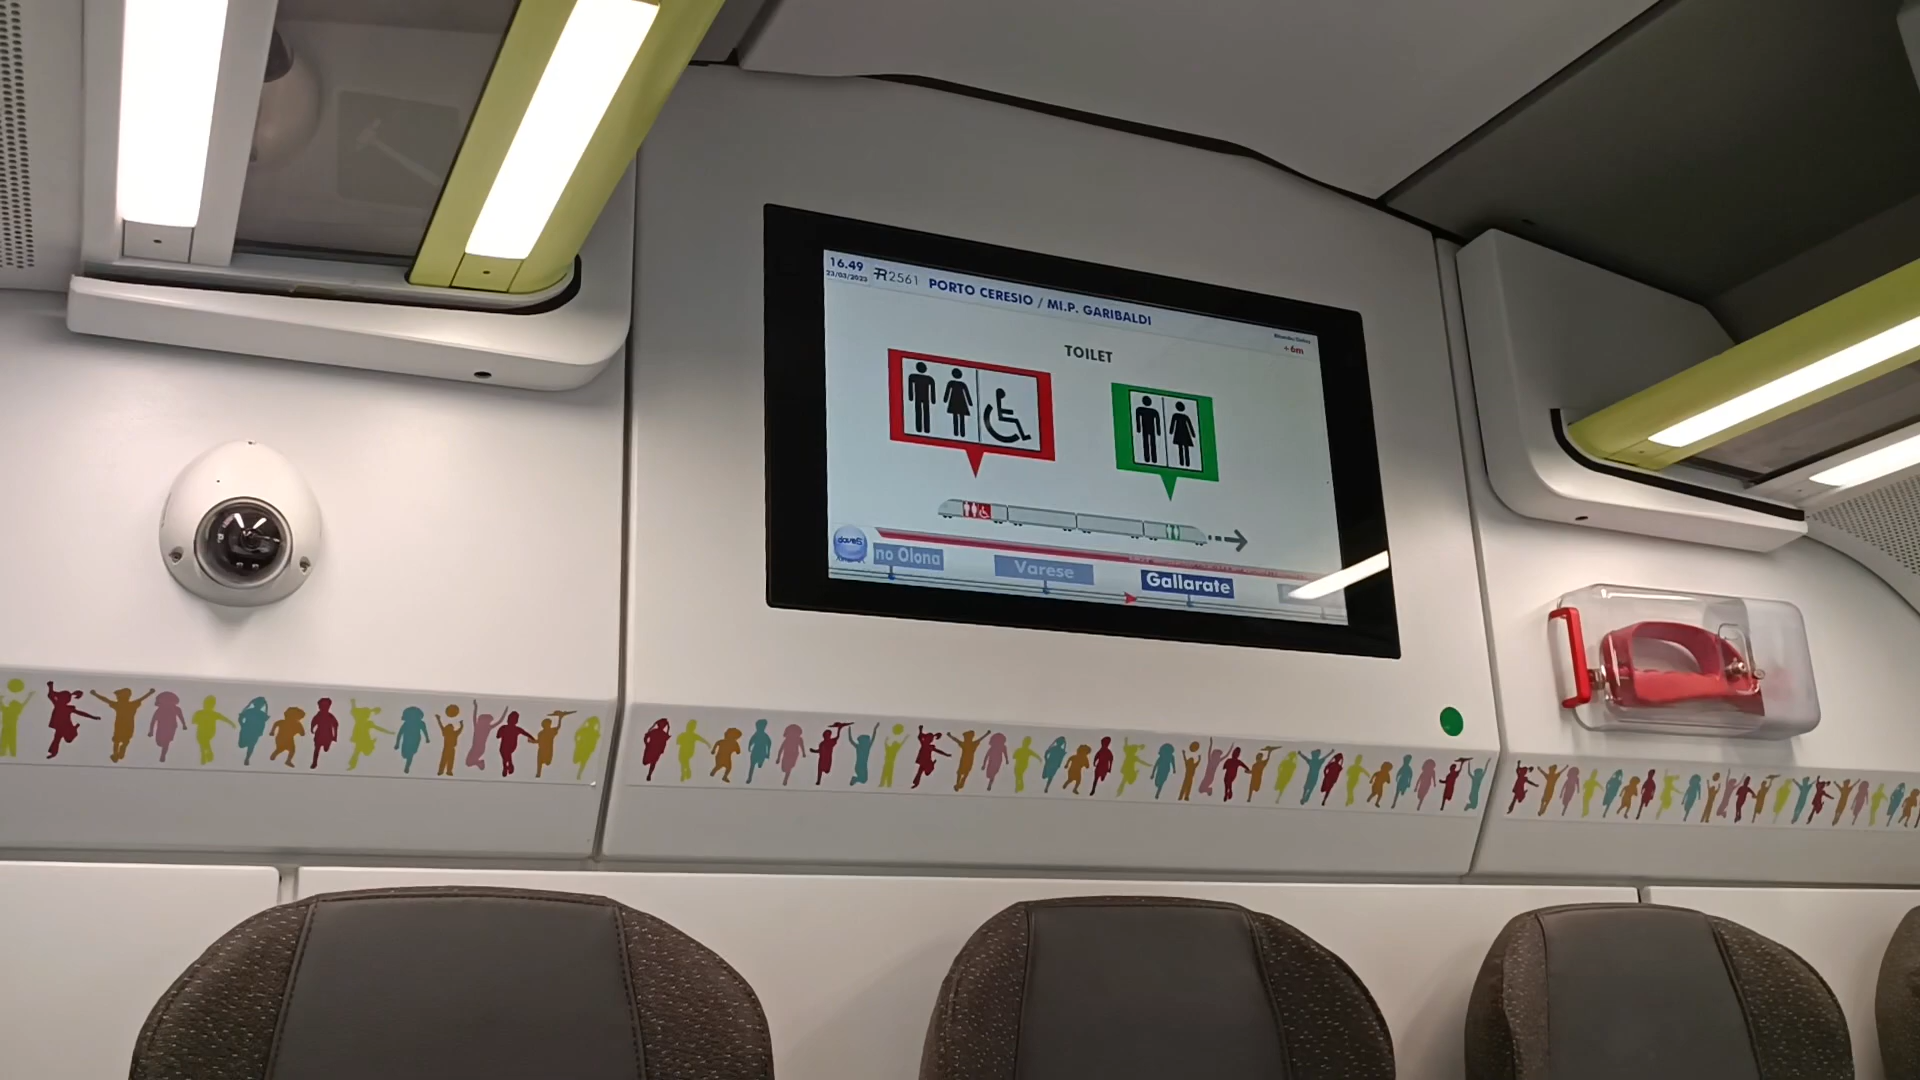 16.49
23/03/2023
R2561
PORTO CERESIO / MI.P. GARIBALDI
+6m
TOILET
no Olona
Varese
Gallarate